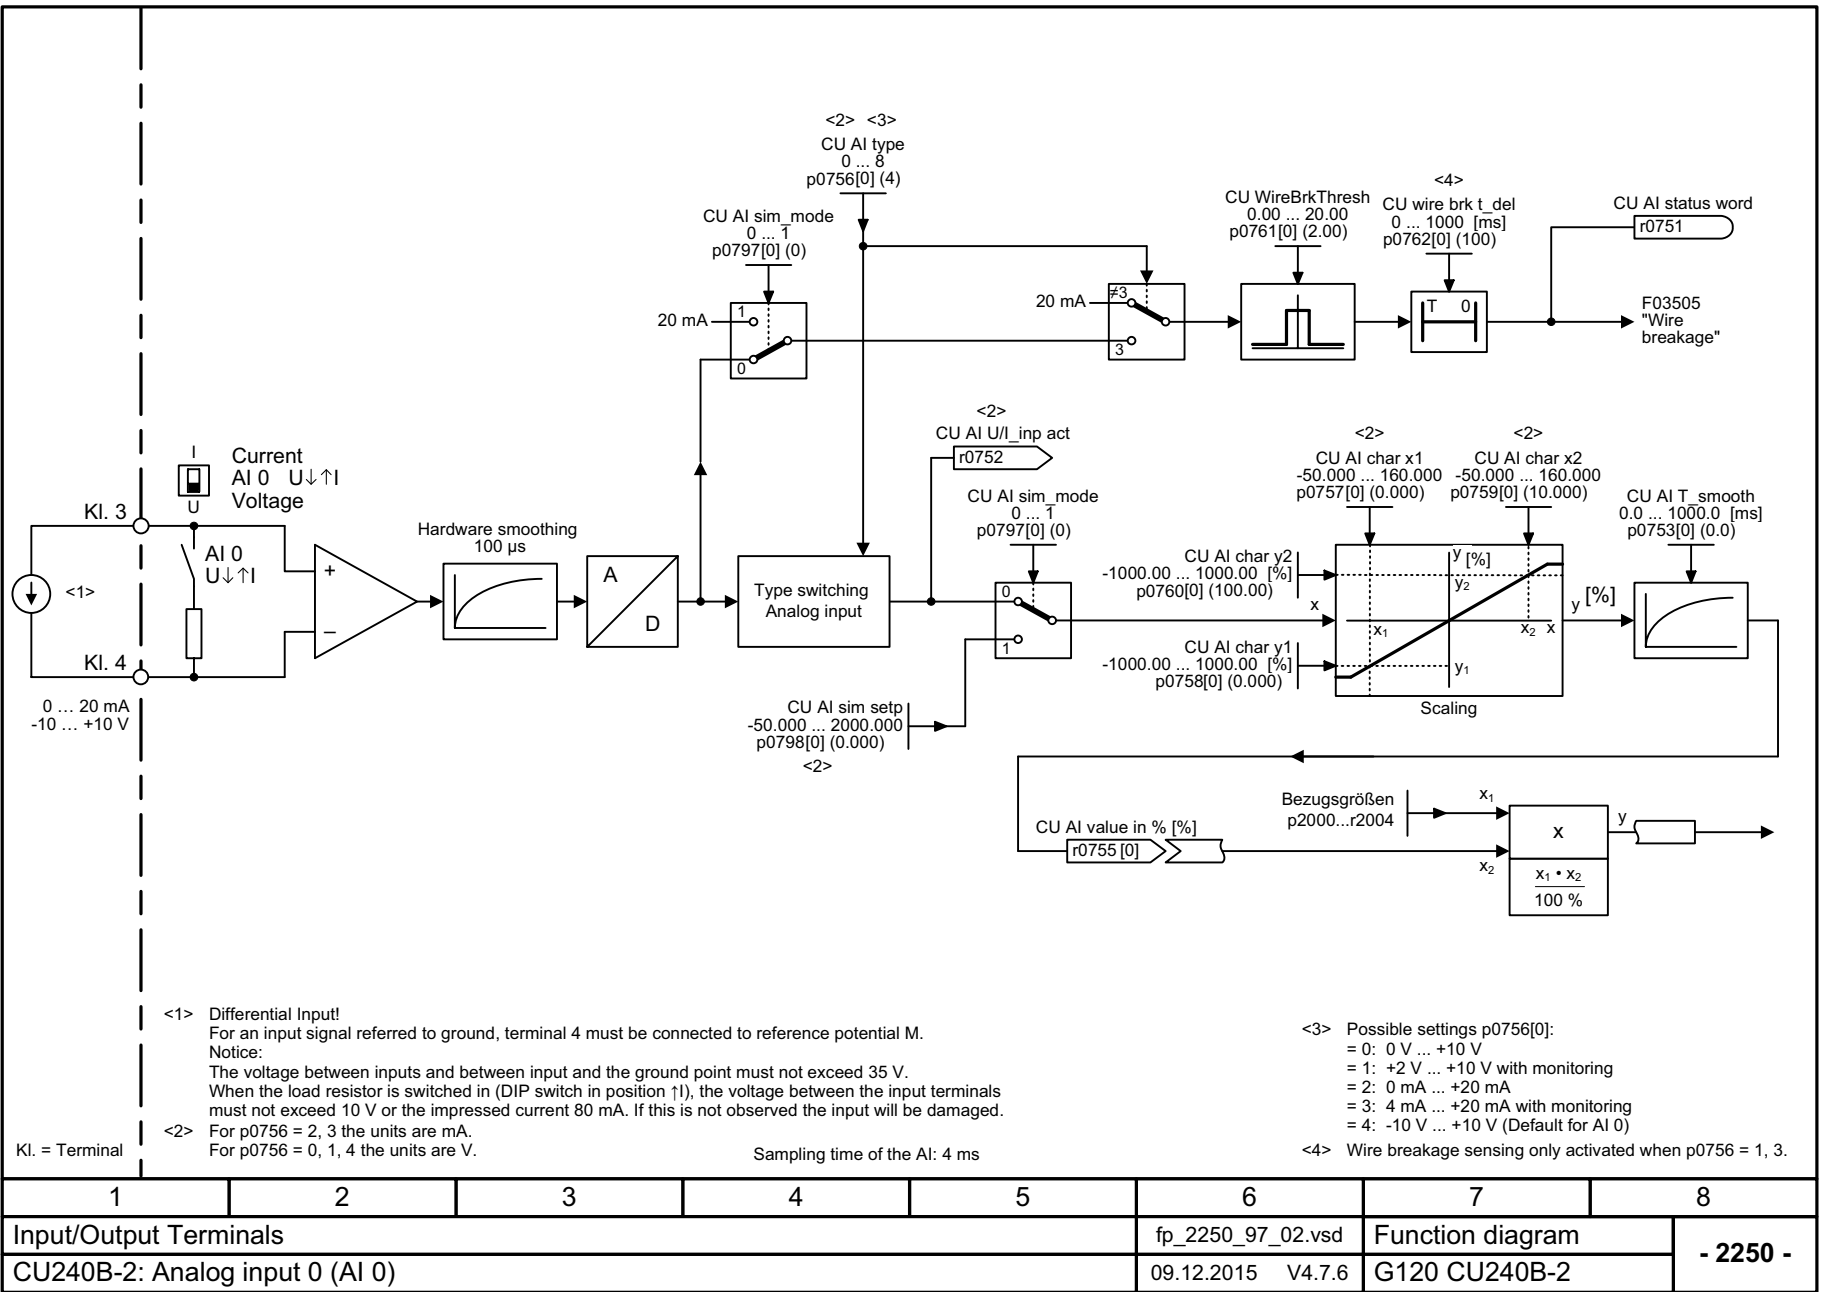 <2> <3>
CU AI type
0 ... 8
p0756[0] (4)
CU AI sim_mode
0 ... 1
p0797[0] (0)
20 mA
1
0
20 mA
≠3
3
CU WireBrkThresh
0.00 ... 20.00
p0761[0] (2.00)
<4>
CU wire brk t_del
0 ... 1000 [ms]
p0762[0] (100)
T 0
CU AI status word
r0751
F03505
"Wire
breakage"
I
U
Current
AI 0 U↓↑I
Voltage
Kl. 3
AI 0
U↓↑I
<1>
Kl. 4
0 ... 20 mA
-10 ... +10 V
+
–
Hardware smoothing
100 µs
A
D
Type switching
Analog input
<2>
CU AI U/I_inp act
r0752
CU AI sim_mode
0 ... 1
p0797[0] (0)
0
1
CU AI sim setp
-50.000 ... 2000.000
p0798[0] (0.000)
<2>
CU AI char y2
-1000.00 ... 1000.00 [%]
p0760[0] (100.00)
x
CU AI char y1
-1000.00 ... 1000.00 [%]
p0758[0] (0.000)
<2>
CU AI char x1
-50.000 ... 160.000
p0757[0] (0.000)
<2>
CU AI char x2
-50.000 ... 160.000
p0759[0] (10.000)
y [%]
y2
x1
x2 x
y1
Scaling
y [%]
CU AI T_smooth
0.0 ... 1000.0 [ms]
p0753[0] (0.0)
CU AI value in % [%]
r0755 [0]
Bezugsgrößen
p2000...r2004
x1
x2
x
x1 • x2
100 %
y
<1> Differential Input!
For an input signal referred to ground, terminal 4 must be connected to reference potential M.
Notice:
The voltage between inputs and between input and the ground point must not exceed 35 V.
When the load resistor is switched in (DIP switch in position ↑I), the voltage between the input terminals
must not exceed 10 V or the impressed current 80 mA. If this is not observed the input will be damaged.
<2> For p0756 = 2, 3 the units are mA.
For p0756 = 0, 1, 4 the units are V.
Kl. = Terminal
Sampling time of the AI: 4 ms
<3> Possible settings p0756[0]:
= 0: 0 V ... +10 V
= 1: +2 V ... +10 V with monitoring
= 2: 0 mA ... +20 mA
= 3: 4 mA ... +20 mA with monitoring
= 4: -10 V ... +10 V (Default for AI 0)
<4> Wire breakage sensing only activated when p0756 = 1, 3.
1 2 3 4 5 6 7 8
Input/Output Terminals
fp_2250_97_02.vsd
Function diagram
- 2250 -
CU240B-2: Analog input 0 (AI 0)
09.12.2015 V4.7.6
G120 CU240B-2